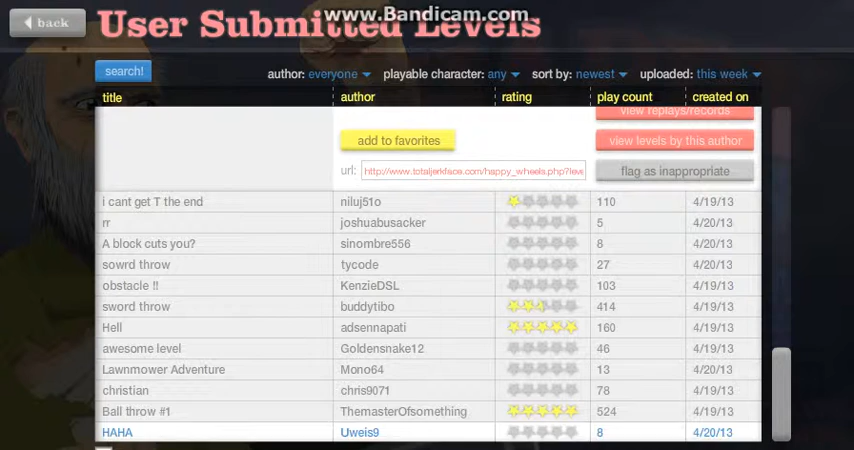 www.Bandicam.com
back
User Submitted Levels
search!
author: everyone playable character: any sort by: newest uploaded: this week
title author rating play count created on
view replays/records
add to favorites view levels by this author
url: http://www.totaljerkface.com/happy_wheels.php?leve flag as inappropriate
i cant get T the end niluj51o 110 4/19/13
rr joshuabusacker 5 4/20/13
A block cuts you? sinombre556 8 4/20/13
sowrd throw tycode 27 4/20/13
obstacle !! KenzieDSL 103 4/19/13
sword throw buddytibo 414 4/19/13
Hell adsennapati 160 4/19/13
awesome level Goldensnake12 46 4/19/13
Lawnmower Adventure Mono64 13 4/20/13
christian chris9071 78 4/19/13
Ball throw #1 ThemasterOfsomething 524 4/19/13
HAHA Uweis9 8 4/20/13